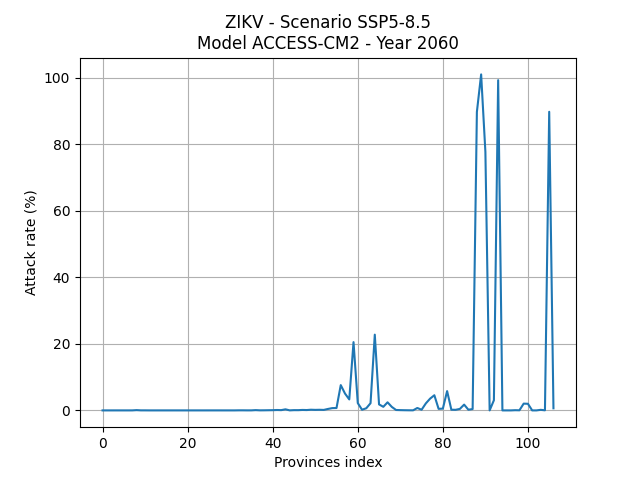 ZIKV - Scenario SSP5-8.5
Model ACCESS-CM2 - Year 2060
100
80
60
40
20
0
Attack rate (%)
0 20 40 60 80 100
Provinces index